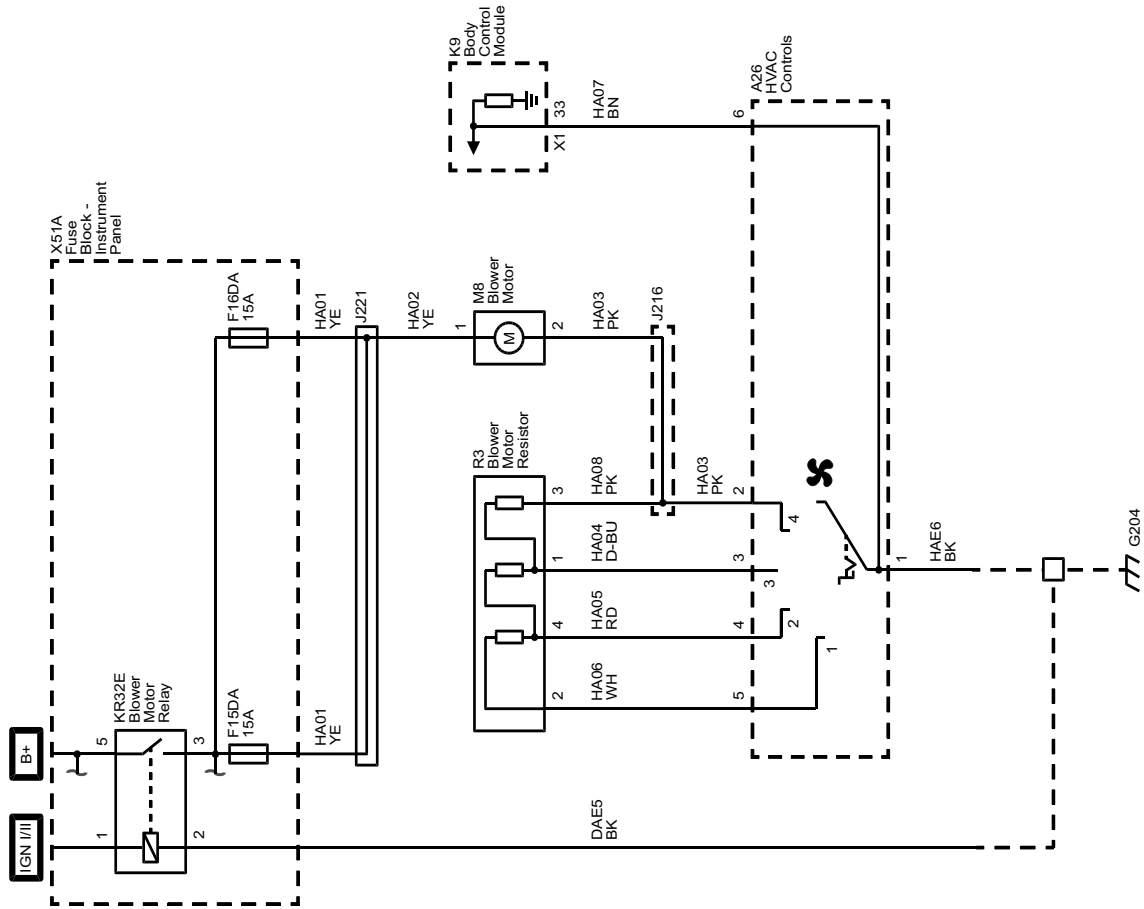 IGN I/II
B+
X51A
Fuse
Block -
Instrument
Panel
KR32E
Blower
Motor
Relay
1
5
2
3
F15DA
15A
F16DA
15A
HA01
YE
HA01
YE
J221
HA02
YE
K9
Body
Control
Module
X1
33
HA07
BN
M8
Blower
Motor
1
M
2
HA03
PK
J216
R3
Blower
Motor
Resistor
2
4
1
3
HA06
WH
HA05
RD
HA04
D-BU
HA08
PK
HA03
PK
A26
HVAC
Controls
5
4
3
2
6
1
2
3
4
1
HAE6
BK
DAE5
BK
G204